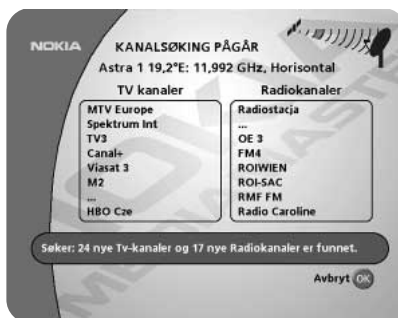 NOKIA
KANALSØKING PÅGÅR
Astra 1 19,2°E: 11,992 GHz, Horisontal
TV kanaler
MTV Europe
Spektrum Int
TV3
Canal+
Viasat 3
M2
...
HBO Cze
Radiokanaler
Radiostacja
...
OE 3
FM4
ROIWIEN
ROI-SAC
RMF FM
Radio Caroline
Søker: 24 nye Tv-kanaler og 17 nye Radiokanaler er funnet.
Avbryt OK